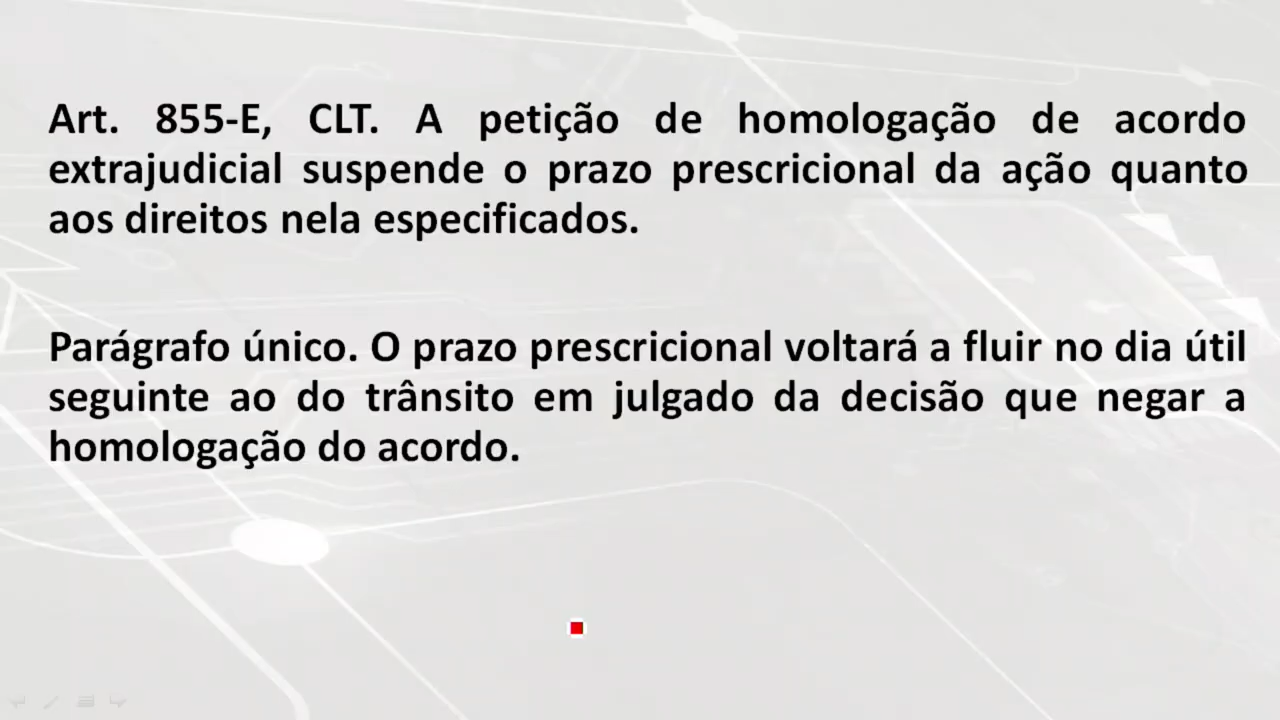 Art. 855-E, CLT. A petição de homologação de acordo
extrajudicial suspende o prazo prescricional da ação quanto
aos direitos nela especificados.
Parágrafo único. O prazo prescricional voltará a fluir no dia útil
seguinte ao do trânsito em julgado da decisão que negar a
homologação do acordo.